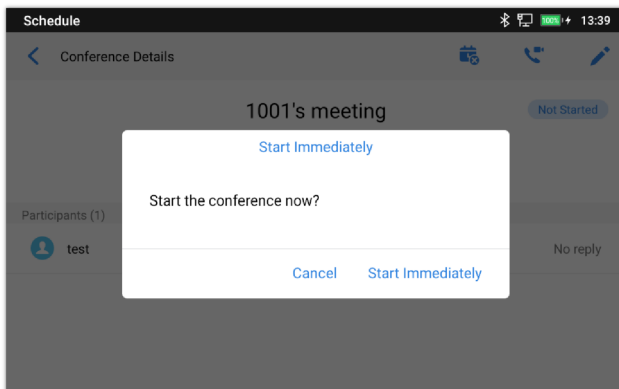 Schedule
100%
13:39
Conference Details
1001's meeting
Not Started
Start Immediately
Start the conference now?
Participants (1)
test
No reply
Cancel
Start Immediately